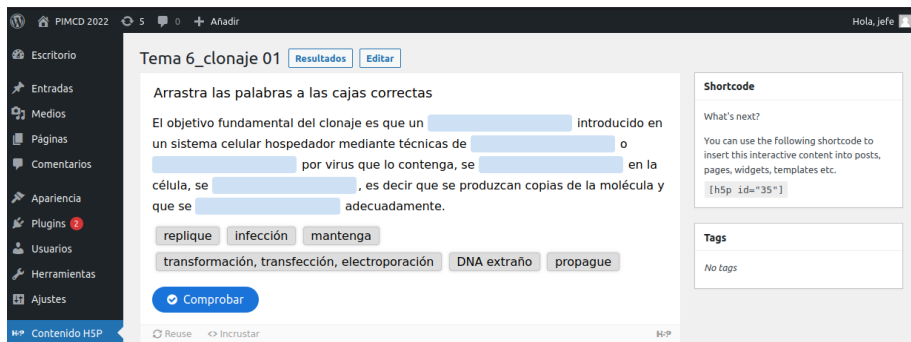 PIMCD 2022 5 0 + Añadir Hola, jefe
Escritorio
Entradas
Medios
Páginas
Comentarios
Apariencia
Plugins 2
Usuarios
Herramientas
Ajustes
H-P Contenido H5P
Tema 6_clonaje 01 Resultados Editar
Arrastra las palabras a las cajas correctas
El objetivo fundamental del clonaje es que un introducido en
un sistema celular hospedador mediante técnicas de o
por virus que lo contenga, se en la
célula, se , es decir que se produzcan copias de la molécula y
que se adecuadamente.
replique infección mantenga
transformación, transfección, electroporación DNA extraño propague
Comprobar
Reuse <> Incrustar H-P
Shortcode
What's next?
You can use the following shortcode to
insert this interactive content into posts,
pages, widgets, templates etc.
[h5p id="35"]
Tags
No tags